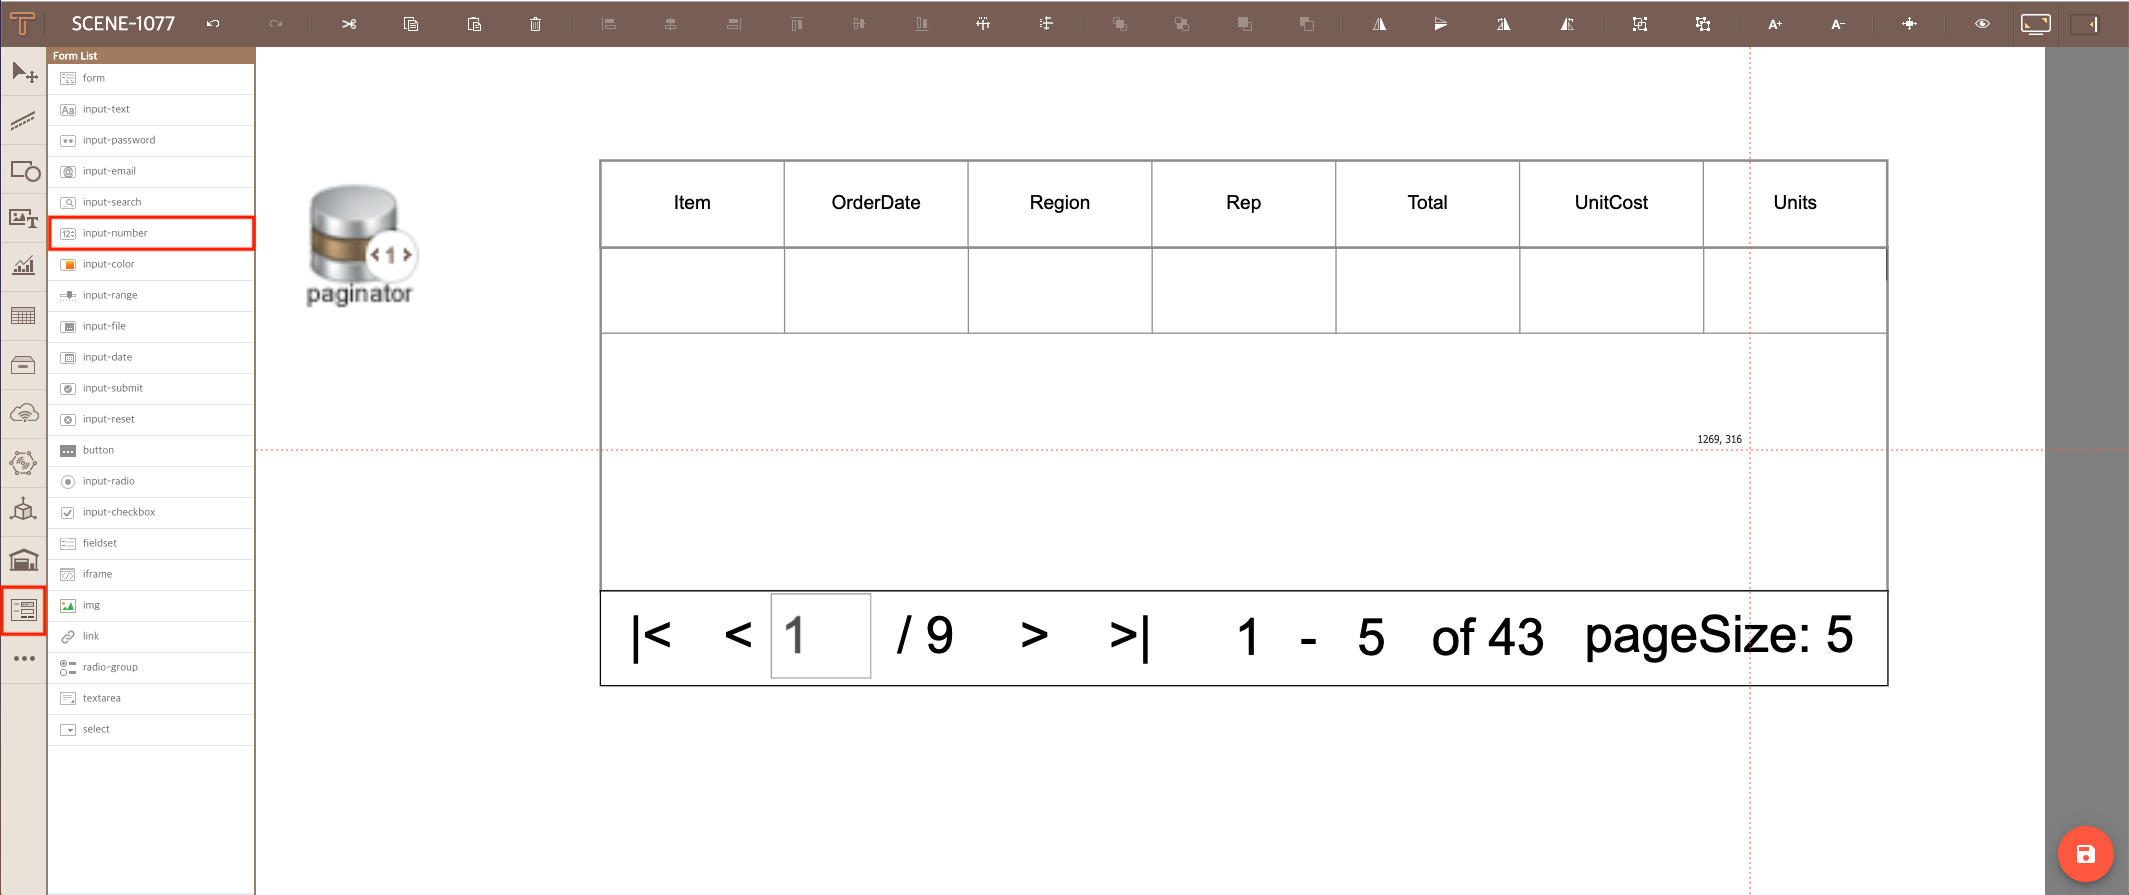 SCENE-1077
A+
A-
Form List
form
Aa input-text
** input-password
@ input-email
input-search
12 input-number
input-color
input-range
input-file
input-date
input-submit
input-reset
button
input-radio
input-checkbox
fieldset
iframe
img
link
radio-group
textarea
select
< 1 >
paginator
Item OrderDate Region Rep Total UnitCost Units
1269, 316
|< < 1 / 9 > >| 1 - 5 of 43 pageSize: 5